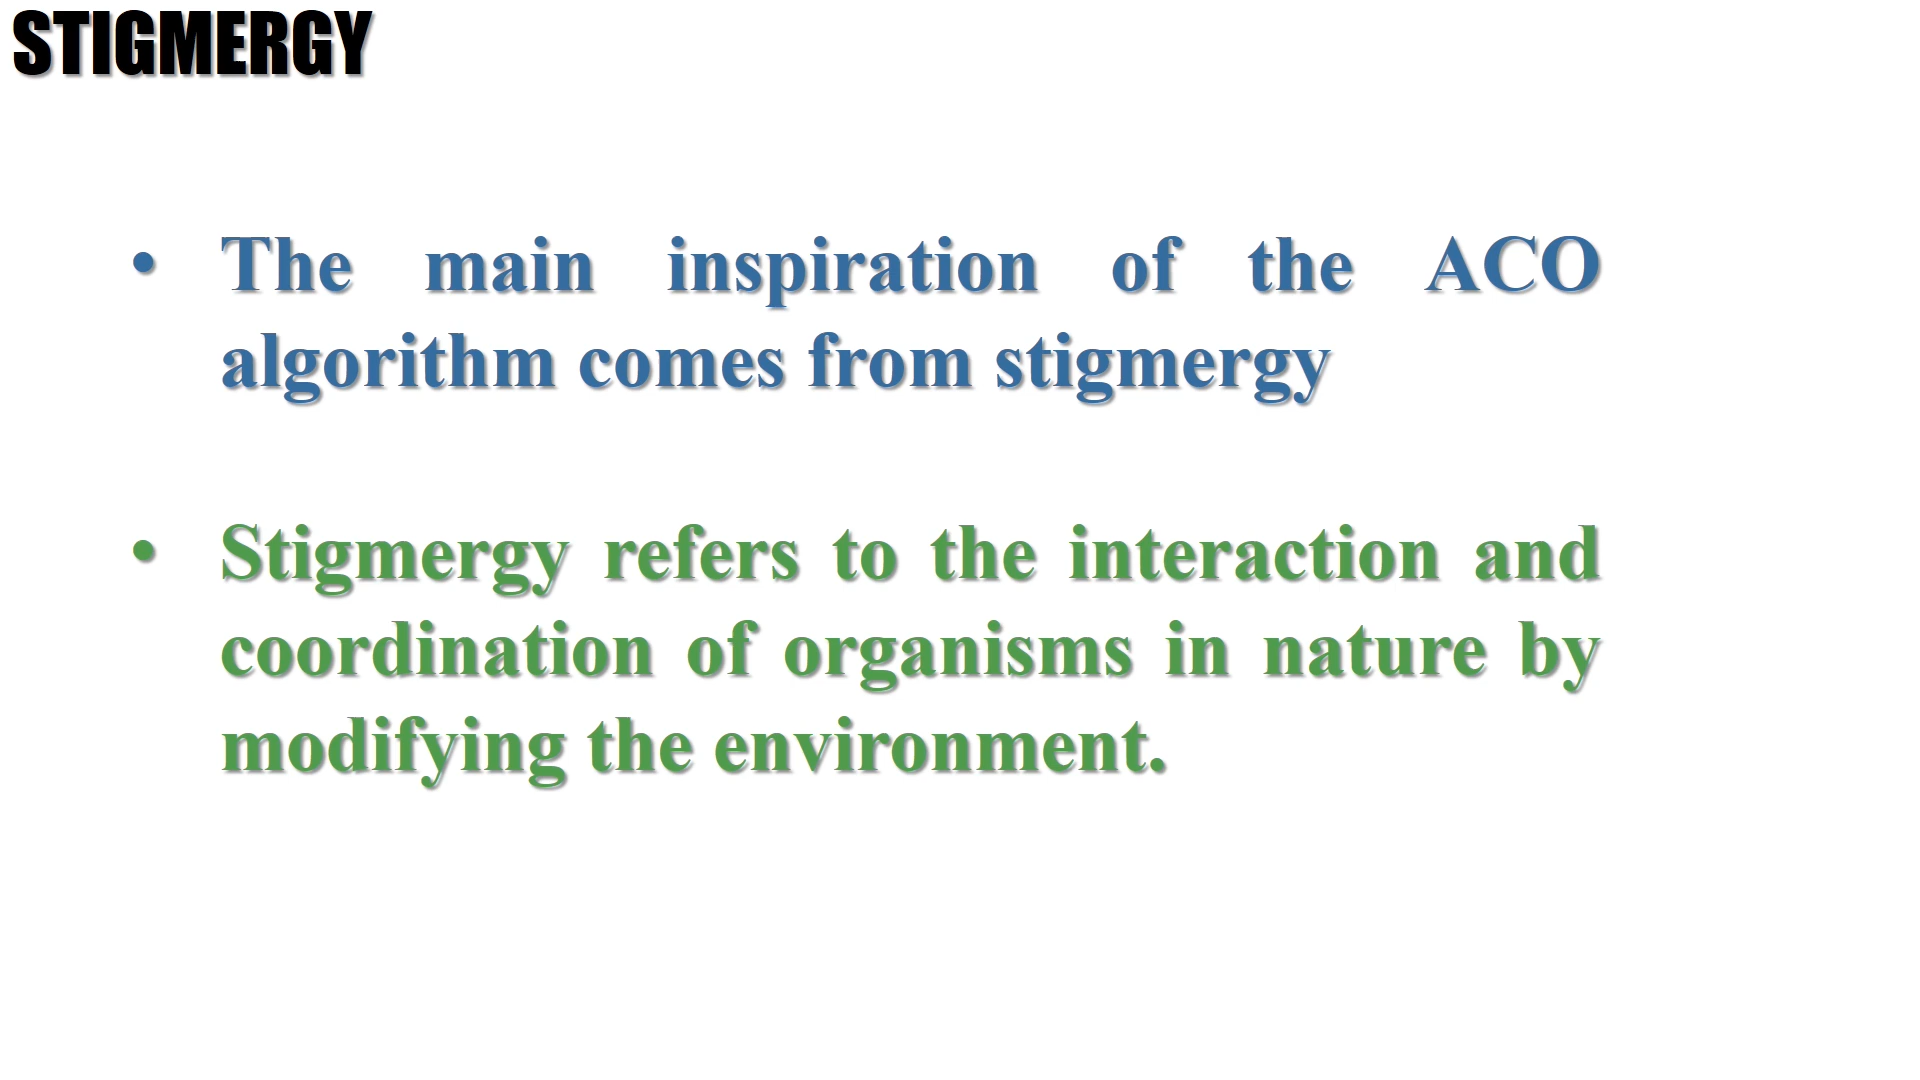 STIGMERGY
• The main inspiration of the ACO
algorithm comes from stigmergy
• Stigmergy refers to the interaction and
coordination of organisms in nature by
modifying the environment.